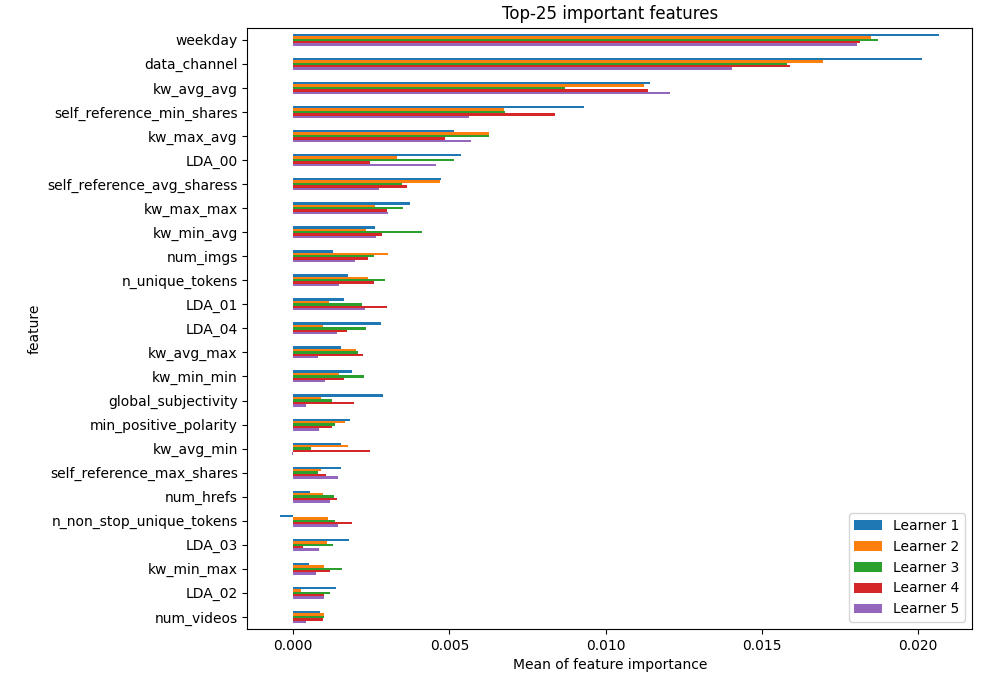 Top-25 important features
feature
weekday
data_channel
kw_avg_avg
self_reference_min_shares
kw_max_avg
LDA_00
self_reference_avg_sharess
kw_max_max
kw_min_avg
num_imgs
n_unique_tokens
LDA_01
LDA_04
kw_avg_max
kw_min_min
global_subjectivity
min_positive_polarity
kw_avg_min
self_reference_max_shares
num_hrefs
n_non_stop_unique_tokens
LDA_03
kw_min_max
LDA_02
num_videos
Learner 1
Learner 2
Learner 3
Learner 4
Learner 5
0.000 0.005 0.010 0.015 0.020
Mean of feature importance